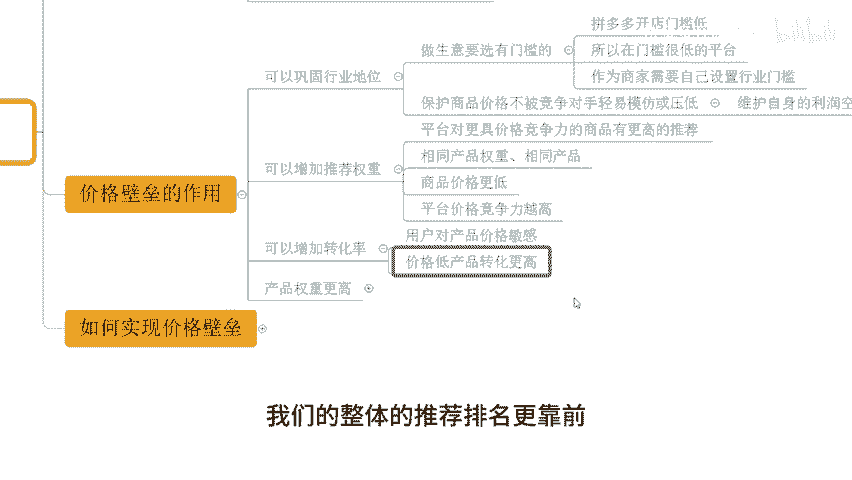 拼多多开店门槛低
做生意要选有门槛的
所以在门槛很低的平台
可以巩固行业地位
作为商家需要自己设置行业门槛
保护商品价格不被竞争对手轻易模仿或压低
维护自身的利润空
平台对更具价格竞争力的商品有更高的推荐
相同产品权重、相同产品
可以增加推荐权重
商品价格更低
价格壁垒的作用
平台价格竞争力越高
用户对产品价格敏感
可以增加转化率
价格低产品转化更高
产品权重更高
如何实现价格壁垒
我们的整体的推荐排名更靠前